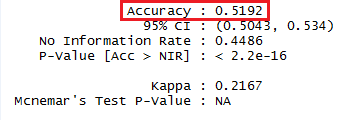 Accuracy : 0.5192
95% CI : (0.5043, 0.534)
No Information Rate : 0.4486
P-Value [Acc > NIR] : < 2.2e-16
Kappa : 0.2167
Mcnemar's Test P-Value : NA